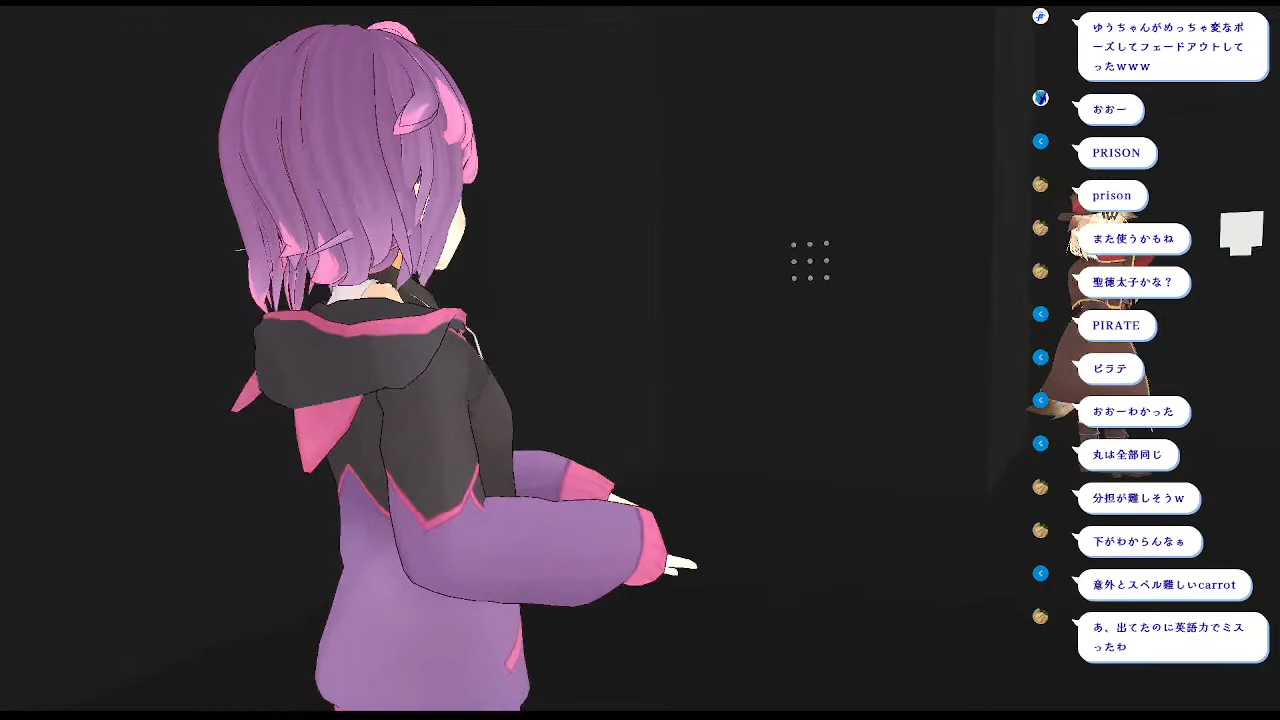 ゆうちゃんがめっちゃ変なポ
ーズしてフェードアウトして
ったwww
おおー
PRISON
prison
また使うかもね
聖徳太子かな？
PIRATE
ピラテ
おおーわかった
丸は全部同じ
分担が難しそうw
下がわからんなぁ
意外とスペル難しいcarrot
あ、出てたのに英語力でミス
ったわ